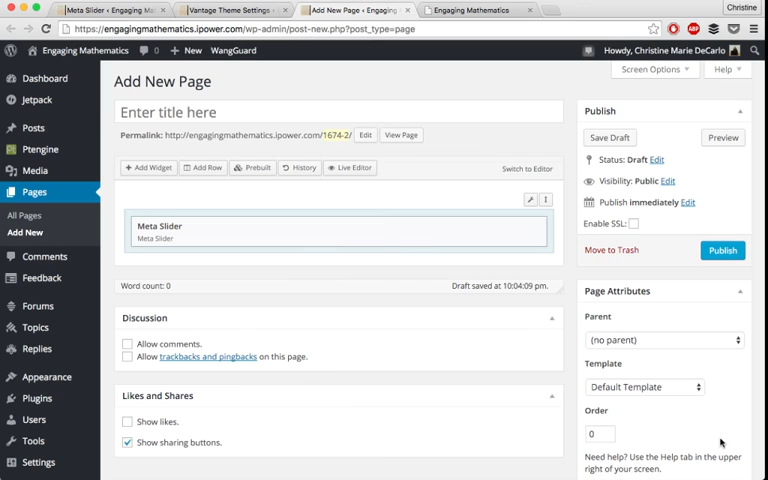 Meta Slider ‹ Engaging Ma
Vantage Theme Settings ‹
Add New Page ‹ Engaging
Engaging Mathematics
Christine
https://engagingmathematics.ipower.com/wp-admin/post-new.php?post_type=page
Engaging Mathematics
0
+ New
WangGuard
Howdy, Christine Marie DeCarlo
Dashboard
Jetpack
Posts
Ptengine
Media
Pages
All Pages
Add New
Comments
Feedback
Forums
Topics
Replies
Appearance
Plugins
Users
Tools
Settings
Screen Options
Help
Add New Page
Enter title here
Permalink: http://engagingmathematics.ipower.com/1674-2/ Edit View Page
+ Add Widget Add Row Prebuilt History Live Editor Switch to Editor
Meta Slider
Meta Slider
Word count: 0 Draft saved at 10:04:09 pm.
Discussion
Allow comments.
Allow trackbacks and pingbacks on this page.
Likes and Shares
Show likes.
Show sharing buttons.
Publish
Save Draft Preview
Status: Draft Edit
Visibility: Public Edit
Publish immediately Edit
Enable SSL:
Move to Trash Publish
Page Attributes
Parent
(no parent)
Template
Default Template
Order
0
Need help? Use the Help tab in the upper
right of your screen.